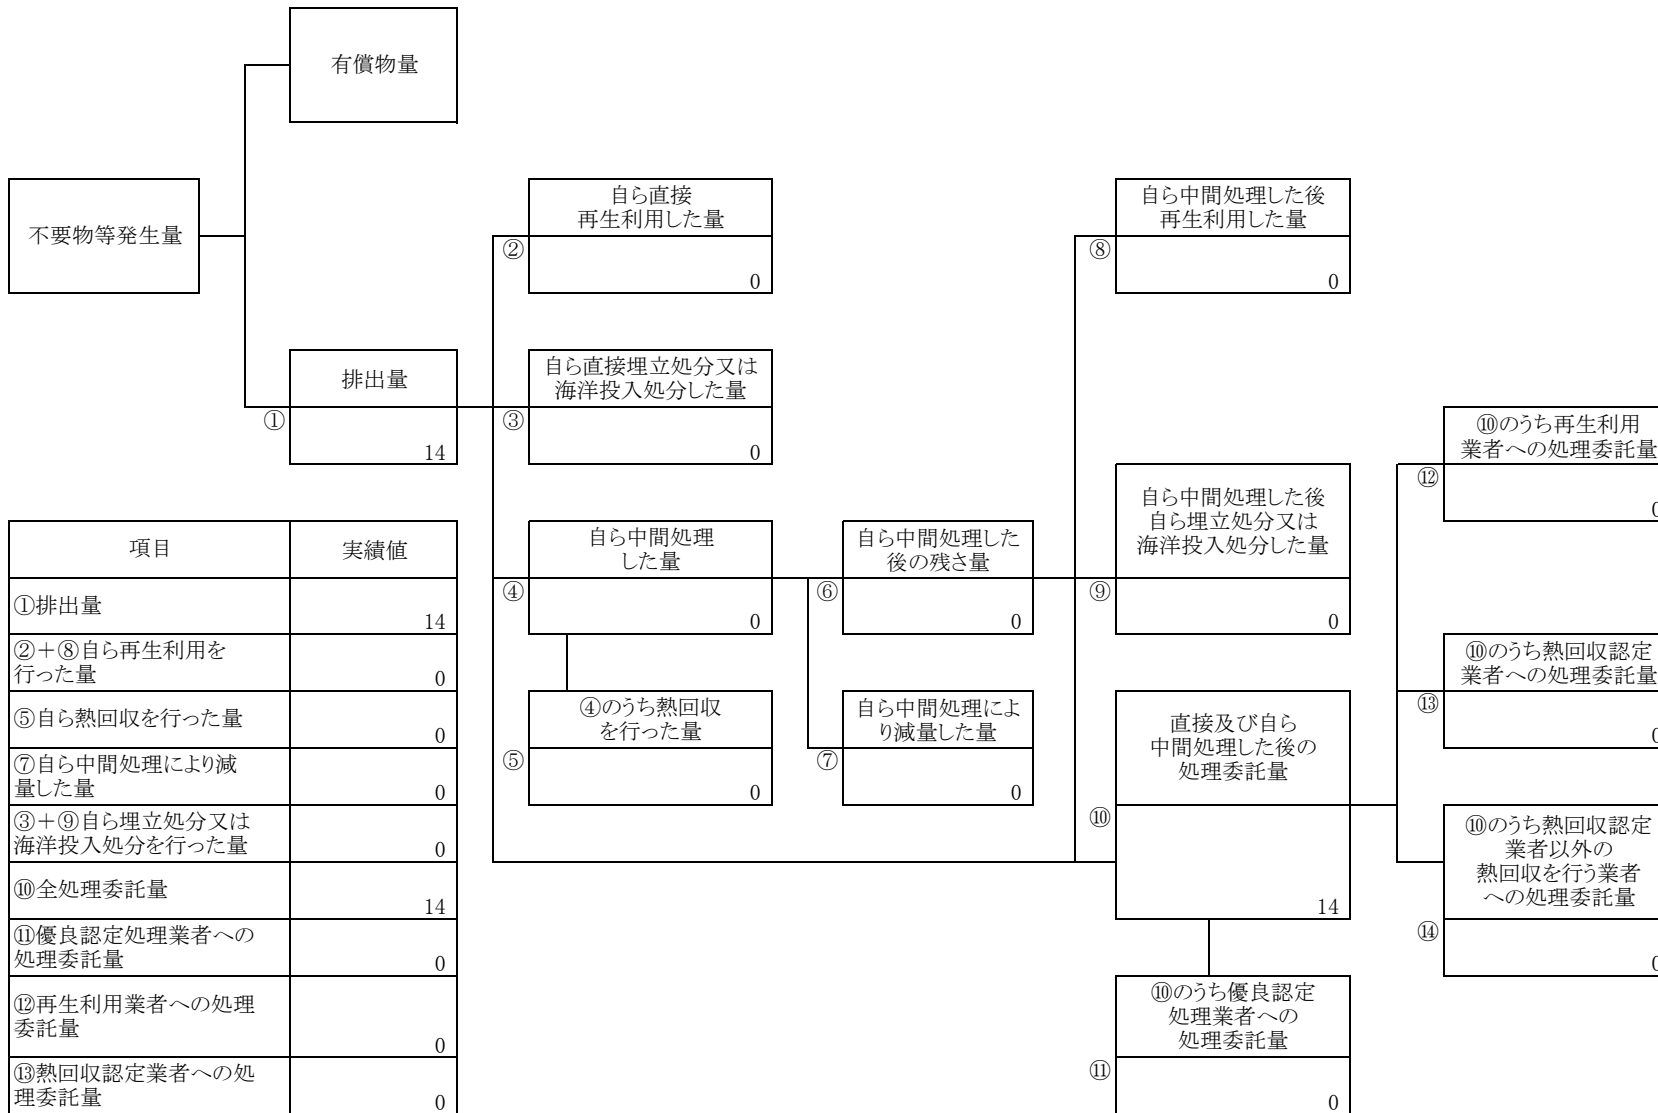 有償物量
不要物等発生量
自ら直接
再生利用した量
②
0
自ら中間処理した後
再生利用した量
⑧
0
排出量
①
14
自ら直接埋立処分又は
海洋投入処分した量
③
0
⑩のうち再生利用
業者への処理委託量
⑫
0
自ら中間処理
した量
④
0
自ら中間処理した
後の残さ量
⑥
0
自ら中間処理した後
自ら埋立処分又は
海洋投入処分した量
⑨
0
⑩のうち熱回収認定
業者への処理委託量
⑬
0
④のうち熱回収
を行った量
⑤
0
自ら中間処理によ
り減量した量
⑦
0
直接及び自ら
中間処理した後の
処理委託量
⑩
14
⑩のうち熱回収認定
業者以外の
熱回収を行う業者
への処理委託量
⑭
0
⑩のうち優良認定
処理業者への
処理委託量
⑪
0
項目 実績値
①排出量
14
②+⑧自ら再生利用を
行った量
0
⑤自ら熱回収を行った量
0
⑦自ら中間処理により減
量した量
0
③+⑨自ら埋立処分又は
海洋投入処分を行った量
0
⑩全処理委託量
14
⑪優良認定処理業者への
処理委託量
0
⑫再生利用業者への処理
委託量
0
⑬熱回収認定業者への処
理委託量
0